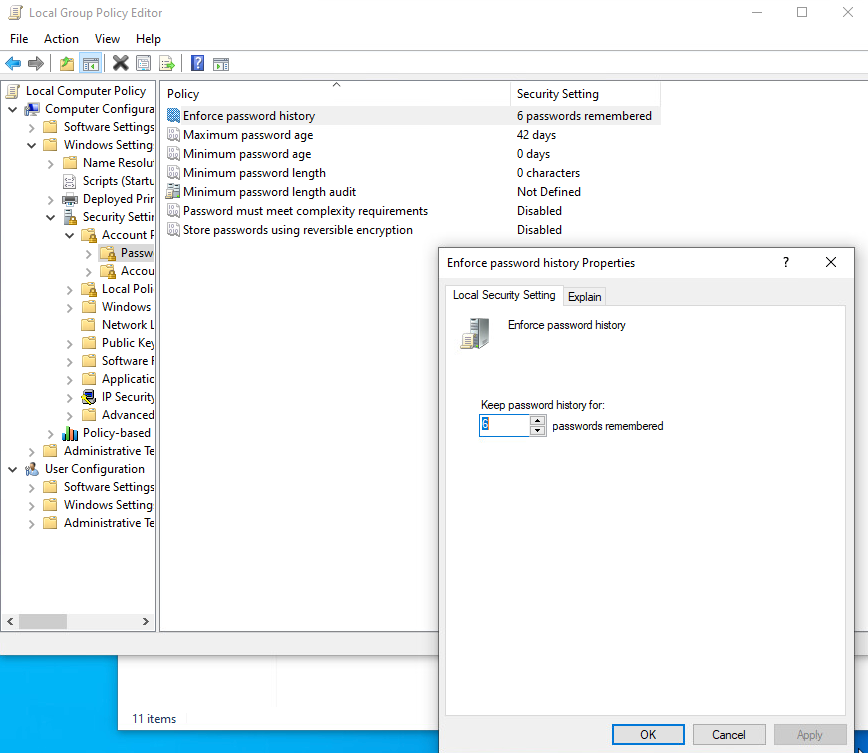 Local Group Policy Editor
File Action View Help
Local Computer Policy
Computer Configura
Software Settings
Windows Setting
Name Resolu
Scripts (Startu
Deployed Prin
Security Settin
Account P
Passw
Accou
Local Poli
Windows
Network L
Public Key
Software R
Applicatic
IP Security
Advanced
Policy-based
Administrative Te
User Configuration
Software Settings
Windows Setting
Administrative Te
Policy Security Setting
Enforce password history 6 passwords remembered
Maximum password age 42 days
Minimum password age 0 days
Minimum password length 0 characters
Minimum password length audit Not Defined
Password must meet complexity requirements Disabled
Store passwords using reversible encryption Disabled
Enforce password history Properties ?
Local Security Setting Explain
Enforce password history
Keep password history for:
6 passwords remembered
OK Cancel Apply
11 items